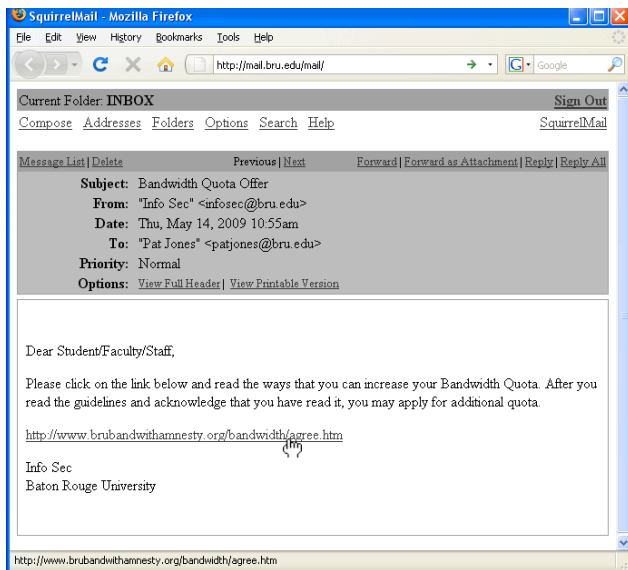 SquirrelMail - Mozilla Firefox
File Edit View History Bookmarks Tools Help
http://mail.bru.edu/mail/ G Google
Current Folder: INBOX Sign Out
Compose Addresses Folders Options Search Help SquirrelMail
Message List | Delete Previous | Next Forward | Forward as Attachment | Reply | Reply All
Subject: Bandwidth Quota Offer
From: "Info Sec" <infosec@bru.edu>
Date: Thu, May 14, 2009 10:55am
To: "Pat Jones" <patjones@bru.edu>
Priority: Normal
Options: View Full Header | View Printable Version
Dear Student/Faculty/Staff,
Please click on the link below and read the ways that you can increase your Bandwidth Quota. After you
read the guidelines and acknowledge that you have read it, you may apply for additional quota.
http://www.brubandwithamnesty.org/bandwidth/agree.htm
Info Sec
Baton Rouge University
http://www.brubandwithamnesty.org/bandwidth/agree.htm